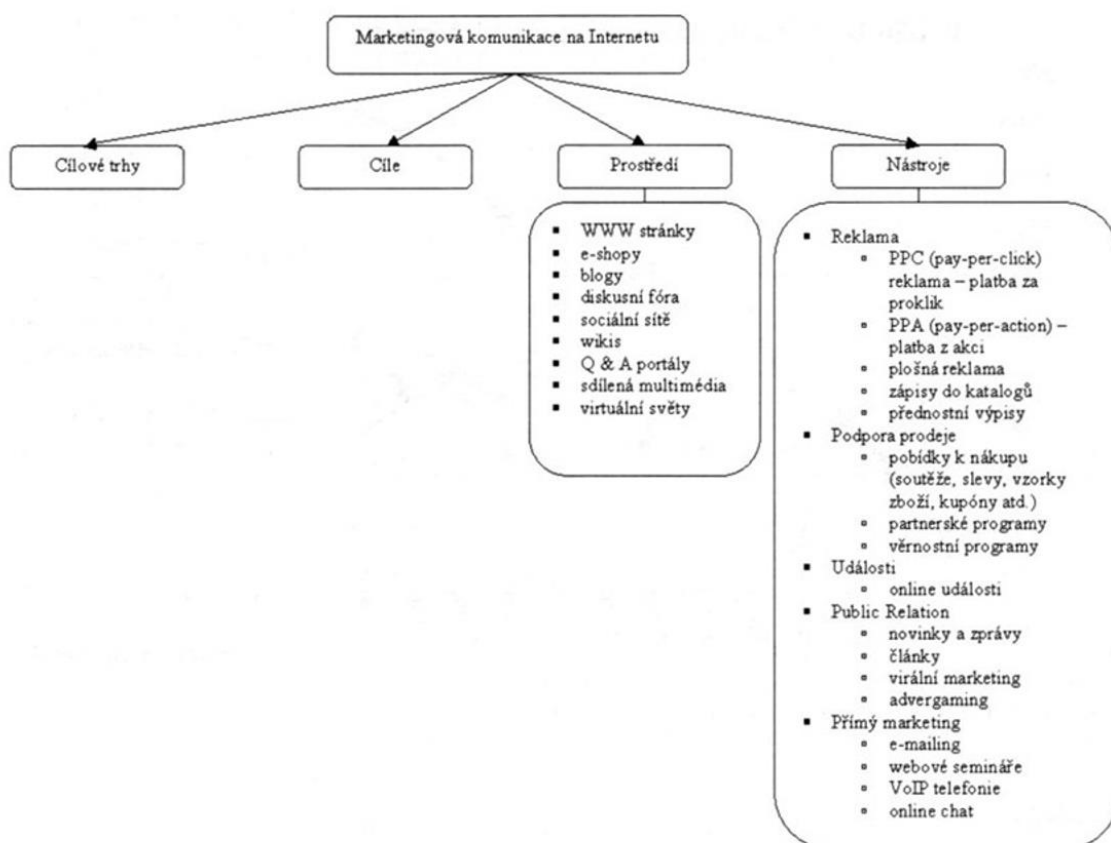 Marketingová komunikace na Internetu
Cílové trhy
Cíle
Prostředí
Nástroje
WWW stránky
e-shopy
blogy
diskusní fóra
sociální sítě
wikis
Q & A portály
sdílená multimédia
virtuální světy
Reklama
PPC (pay-per-click)
reklama – platba za
proklik
PPA (pay-per-action) –
platba z akci
plošná reklama
zápisy do katalogů
přednostní výpisy
Podpora prodeje
pobídky k nákupu
(soutěže, slevy, vzorky
zboží, kupóny atd.)
partnerské programy
věrnostní programy
Události
online události
Public Relation
novinky a zprávy
články
virální marketing
advergaming
Přímý marketing
e-mailing
webové semináře
VoIP telefonie
online chat